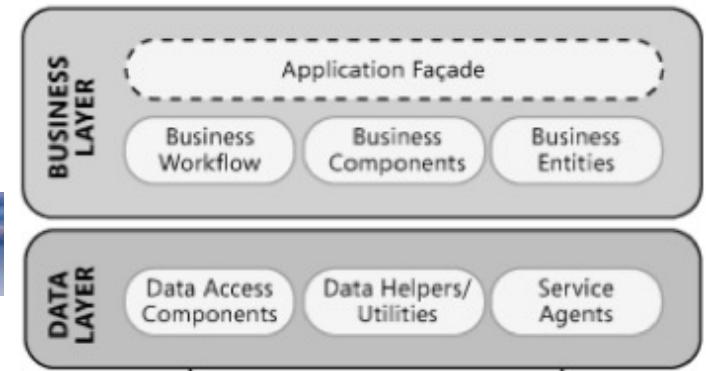 BUSINESS
LAYER
Application Façade
Business
Workflow
Business
Components
Business
Entities
DATA
LAYER
Data Access
Components
Data Helpers/
Utilities
Service
Agents